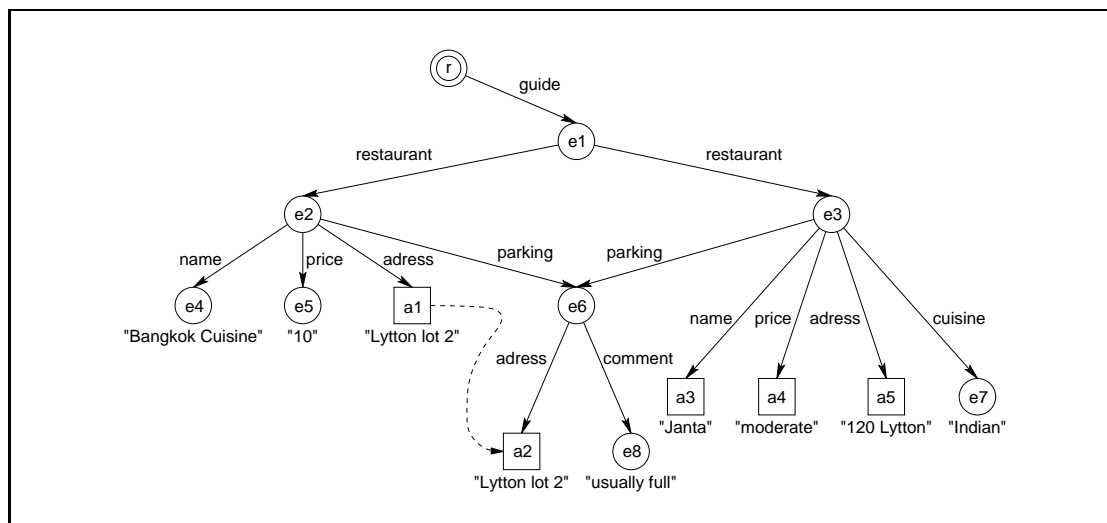 r
guide
e1
restaurant restaurant
e2 e3
name price adress parking parking
e4 e5 a1 e6
"Bangkok Cuisine" "10" "Lytton lot 2"
name price adress cuisine
adress comment
a3 a4 a5 e7
"Janta" "moderate" "120 Lytton" "Indian"
a2 e8
"Lytton lot 2" "usually full"